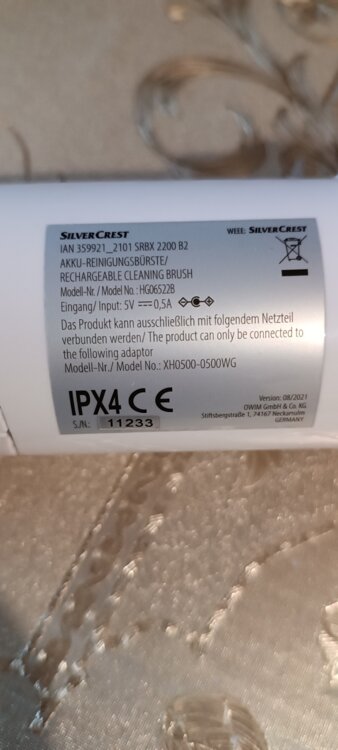 SILVERCREST
WEEE: SILVERCREST
IAN 359921_2101 SRBX 2200 B2
AKKU-REINIGUNGSBÜRSTE/
RECHARGEABLE CLEANING BRUSH
Modell-Nr./ Model No.: HG06522B
Eingang/ Input: 5V ⎓ 0,5A
Das Produkt kann ausschließlich mit folgendem Netzteil
verbunden werden/ The product can only be connected to
the following adaptor
Modell-Nr./ Model No.: XH0500-0500WG
IPX4 CE
S./N.: 11233
Version: 08/2021
OWIM GmbH & Co. KG
Stiftsbergstraße 1, 74167 Neckarsulm
GERMANY